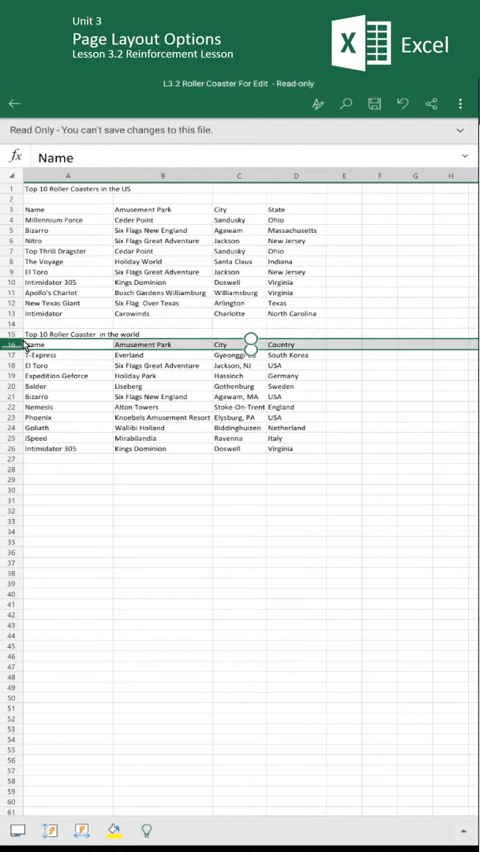 Unit 3
Page Layout Options
Lesson 3.2 Reinforcement Lesson
X Excel
L3.2 Roller Coaster For Edit - Read-only
Read Only - You can't save changes to this file.
fx Name
A B C D E F G H
1 Top 10 Roller Coasters in the US
2
3 Name Amusement Park City State
4 Millennium Force Ceder Point Sandusky Ohio
5 Bizarro Six Flags New England Agawam Massachusetts
6 Nitro Six Flags Great Adventure Jackson New Jersey
7 Top Thrill Dragster Cedar Point Sandusky Ohio
8 The Voyage Holiday World Santa Claus Indiana
9 El Toro Six Flags Great Adventure Jackson New Jersey
10 Intimidator 305 Kings Dominion Doswell Virginia
11 Apollo's Charlot Busch Gardens Williamburg Williamsburg Virginia
12 New Texas Giant Six Flag Over Texas Arlington Texas
13 Intimidator Carowinds Charlotte North Carolina
14
15 Top 10 Roller Coaster in the world
16 Name Amusement Park City Country
17 T-Express Everland South Korea
18 El Toro Six Flags Great Adventure Jackson, NJ USA
19 Expedition Geforce Holiday Park Hassioch Germany
20 Balder Liseberg Gothenburg Sweden
21 Bizarro Six Flags New England Agawam, MA USA
22 Nemesis Alton Towers Stoke-On-Trent England
23 Phoenix Knoebels Amusement Resort Elysburg, PA USA
24 Goliath Walibi Holland Biddinghuizen Netherland
25 iSpeed Mirabilandia Ravenna Italy
26 Intimidator 305 Kings Dominion Doswell Virginia
27
28
29
30
31
32
33
34
35
36
37
38
39
40
41
42
43
44
45
46
47
48
49
50
51
52
53
54
55
56
57
58
59
60
61